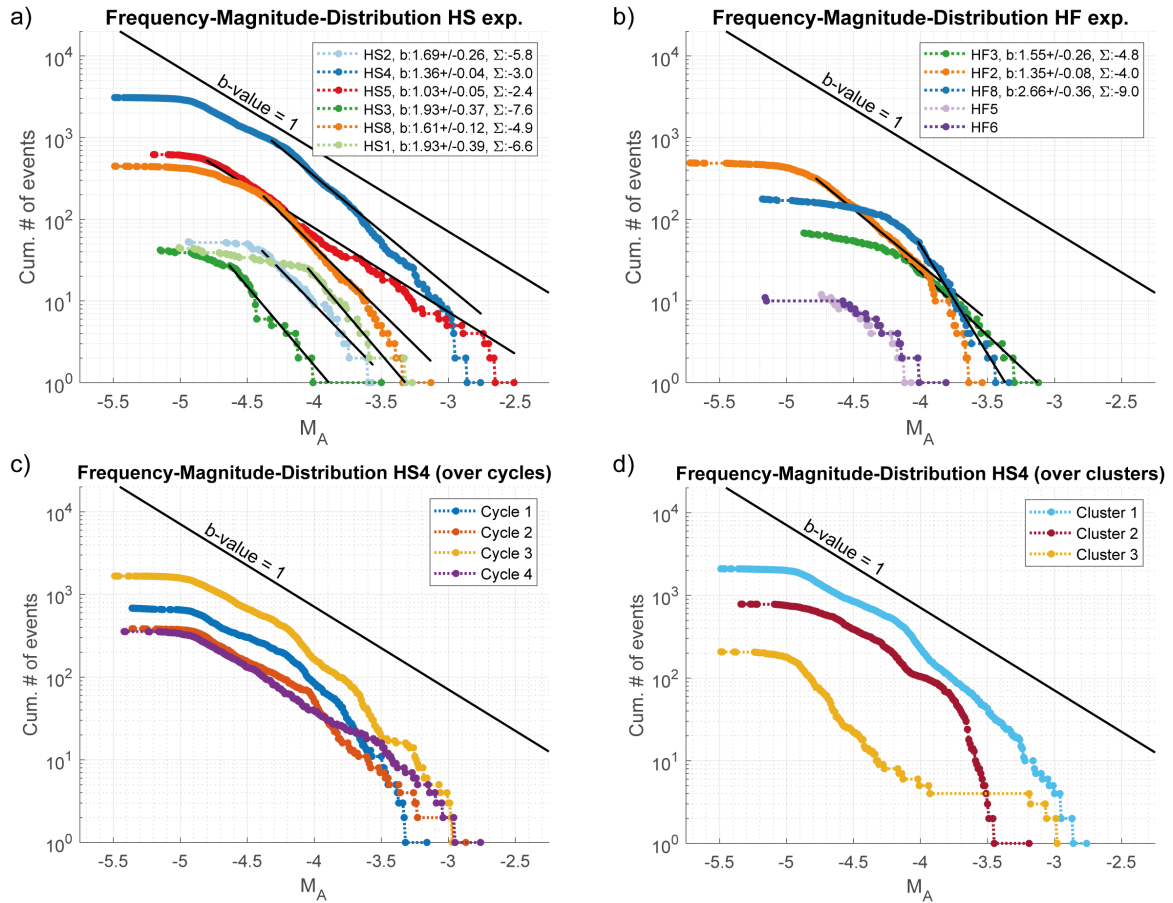 a)
Frequency-Magnitude-Distribution HS exp.
HS2, b:1.69+/-0.26, Σ:-5.8
HS4, b:1.36+/-0.04, Σ:-3.0
HS5, b:1.03+/-0.05, Σ:-2.4
HS3, b:1.93+/-0.37, Σ:-7.6
HS8, b:1.61+/-0.12, Σ:-4.9
HS1, b:1.93+/-0.39, Σ:-6.6
b-value = 1
Cum. # of events
10^4
10^3
10^2
10^1
10^0
-5.5 -5 -4.5 -4 -3.5 -3 -2.5
M_A
b)
Frequency-Magnitude-Distribution HF exp.
HF3, b:1.55+/-0.26, Σ:-4.8
HF2, b:1.35+/-0.08, Σ:-4.0
HF8, b:2.66+/-0.36, Σ:-9.0
HF5
HF6
b-value = 1
Cum. # of events
10^4
10^3
10^2
10^1
10^0
-5.5 -5 -4.5 -4 -3.5 -3 -2.5
M_A
c)
Frequency-Magnitude-Distribution HS4 (over cycles)
Cycle 1
Cycle 2
Cycle 3
Cycle 4
b-value = 1
Cum. # of events
10^4
10^3
10^2
10^1
10^0
-5.5 -5 -4.5 -4 -3.5 -3 -2.5
M_A
d)
Frequency-Magnitude-Distribution HS4 (over clusters)
Cluster 1
Cluster 2
Cluster 3
b-value = 1
Cum. # of events
10^4
10^3
10^2
10^1
10^0
-5.5 -5 -4.5 -4 -3.5 -3 -2.5
M_A